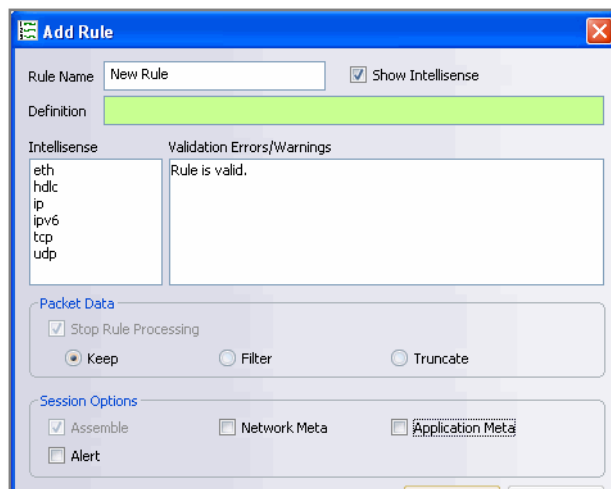 Add Rule
Rule Name New Rule Show Intellisense
Definition
Intellisense Validation Errors/Warnings
eth Rule is valid.
hdlc
ip
ipv6
tcp
udp
Packet Data
Stop Rule Processing
Keep Filter Truncate
Session Options
Assemble Network Meta Application Meta
Alert